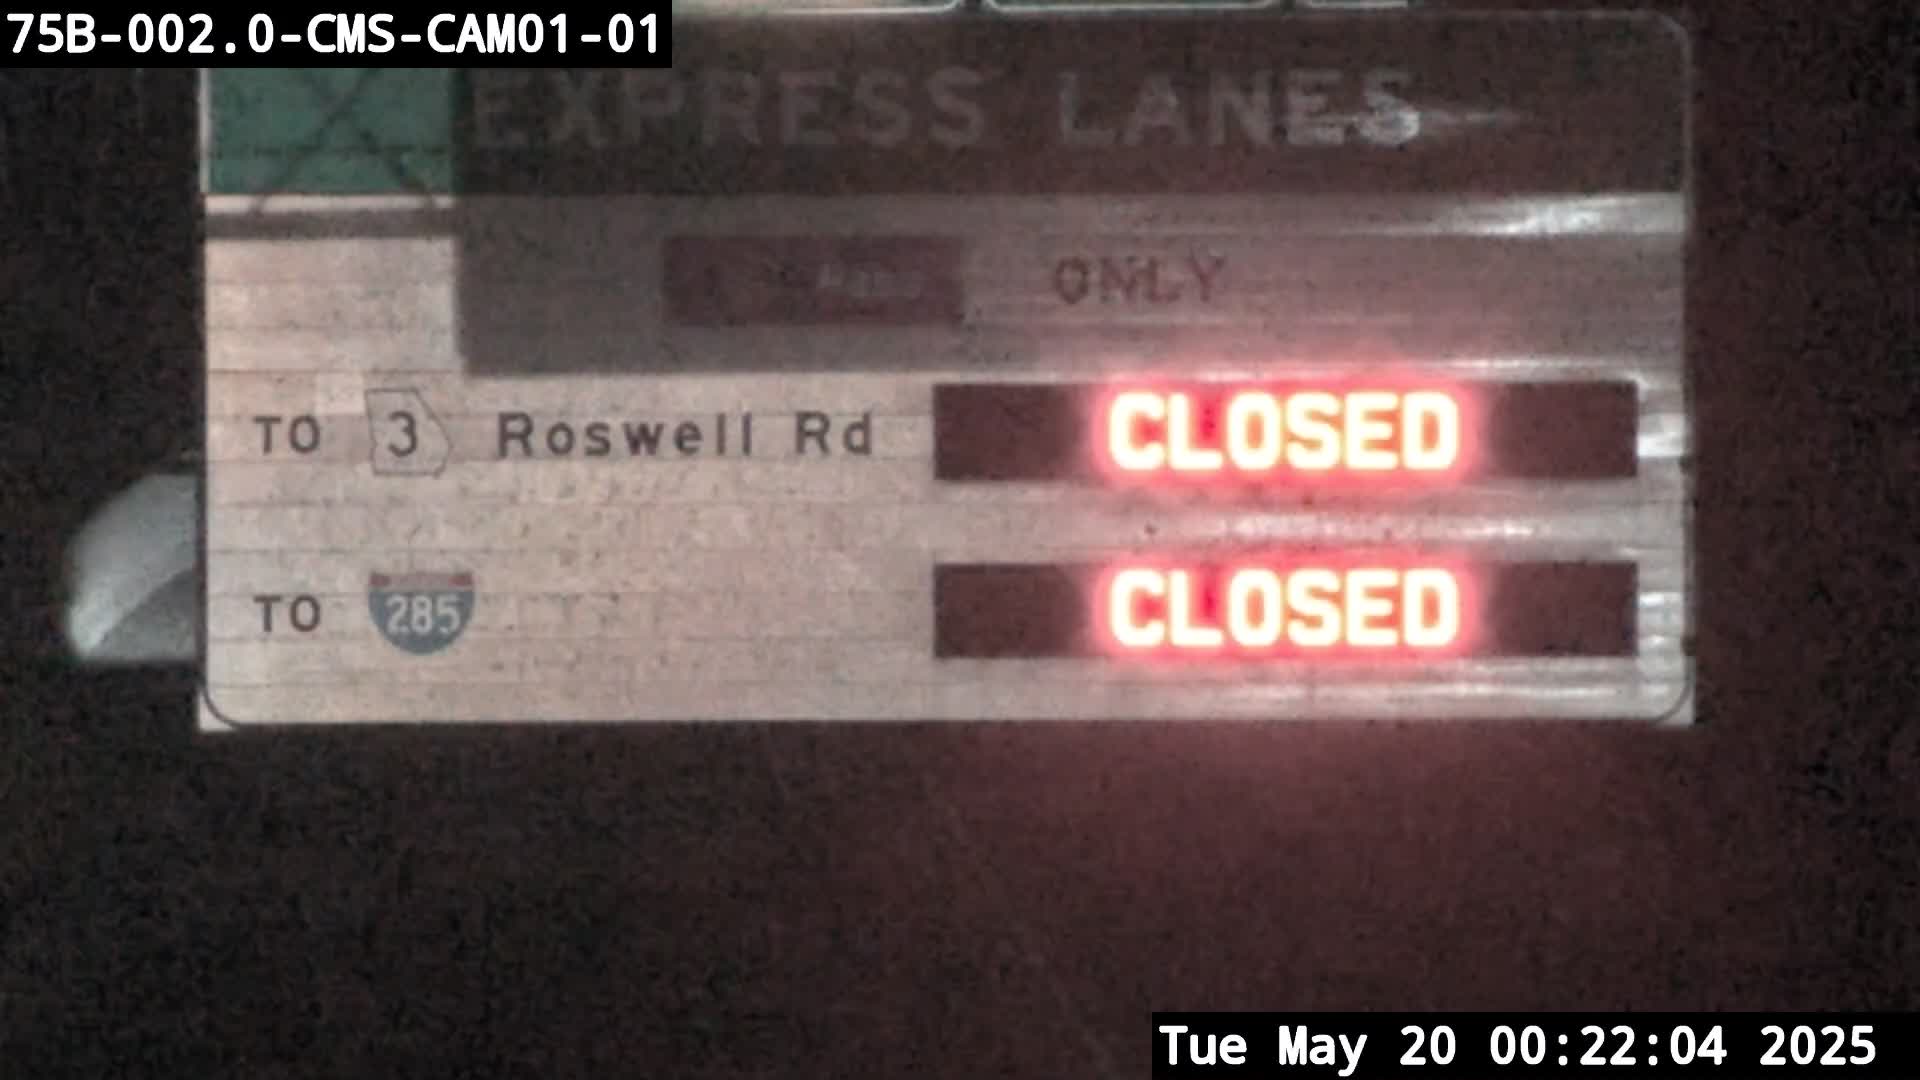 75B-002.0-CMS-CAM01-01
EXPRESS LANES
ONLY
TO 3 Roswell Rd CLOSED
TO 285 CLOSED
Tue May 20 00:22:04 2025